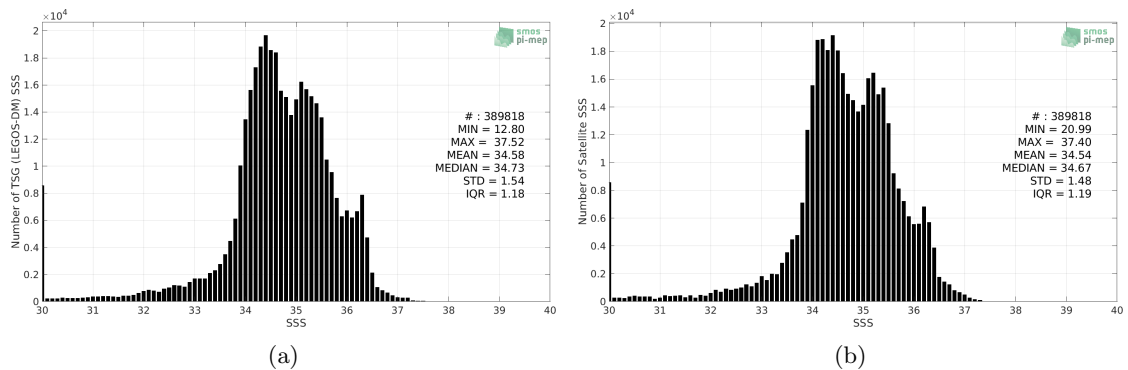 ×10⁴
2
1.8
1.6
1.4
1.2
1
0.8
0.6
0.4
0.2
0
Number of TSG (LEGOS-DM) SSS
30 31 32 33 34 35 36 37 38 39 40
SSS
smos
pi-mep
# : 389818
MIN = 12.80
MAX = 37.52
MEAN = 34.58
MEDIAN = 34.73
STD = 1.54
IQR = 1.18
(a)
×10⁴
2
1.8
1.6
1.4
1.2
1
0.8
0.6
0.4
0.2
0
Number of Satellite SSS
30 31 32 33 34 35 36 37 38 39 40
SSS
smos
pi-mep
# : 389818
MIN = 20.99
MAX = 37.40
MEAN = 34.54
MEDIAN = 34.67
STD = 1.48
IQR = 1.19
(b)